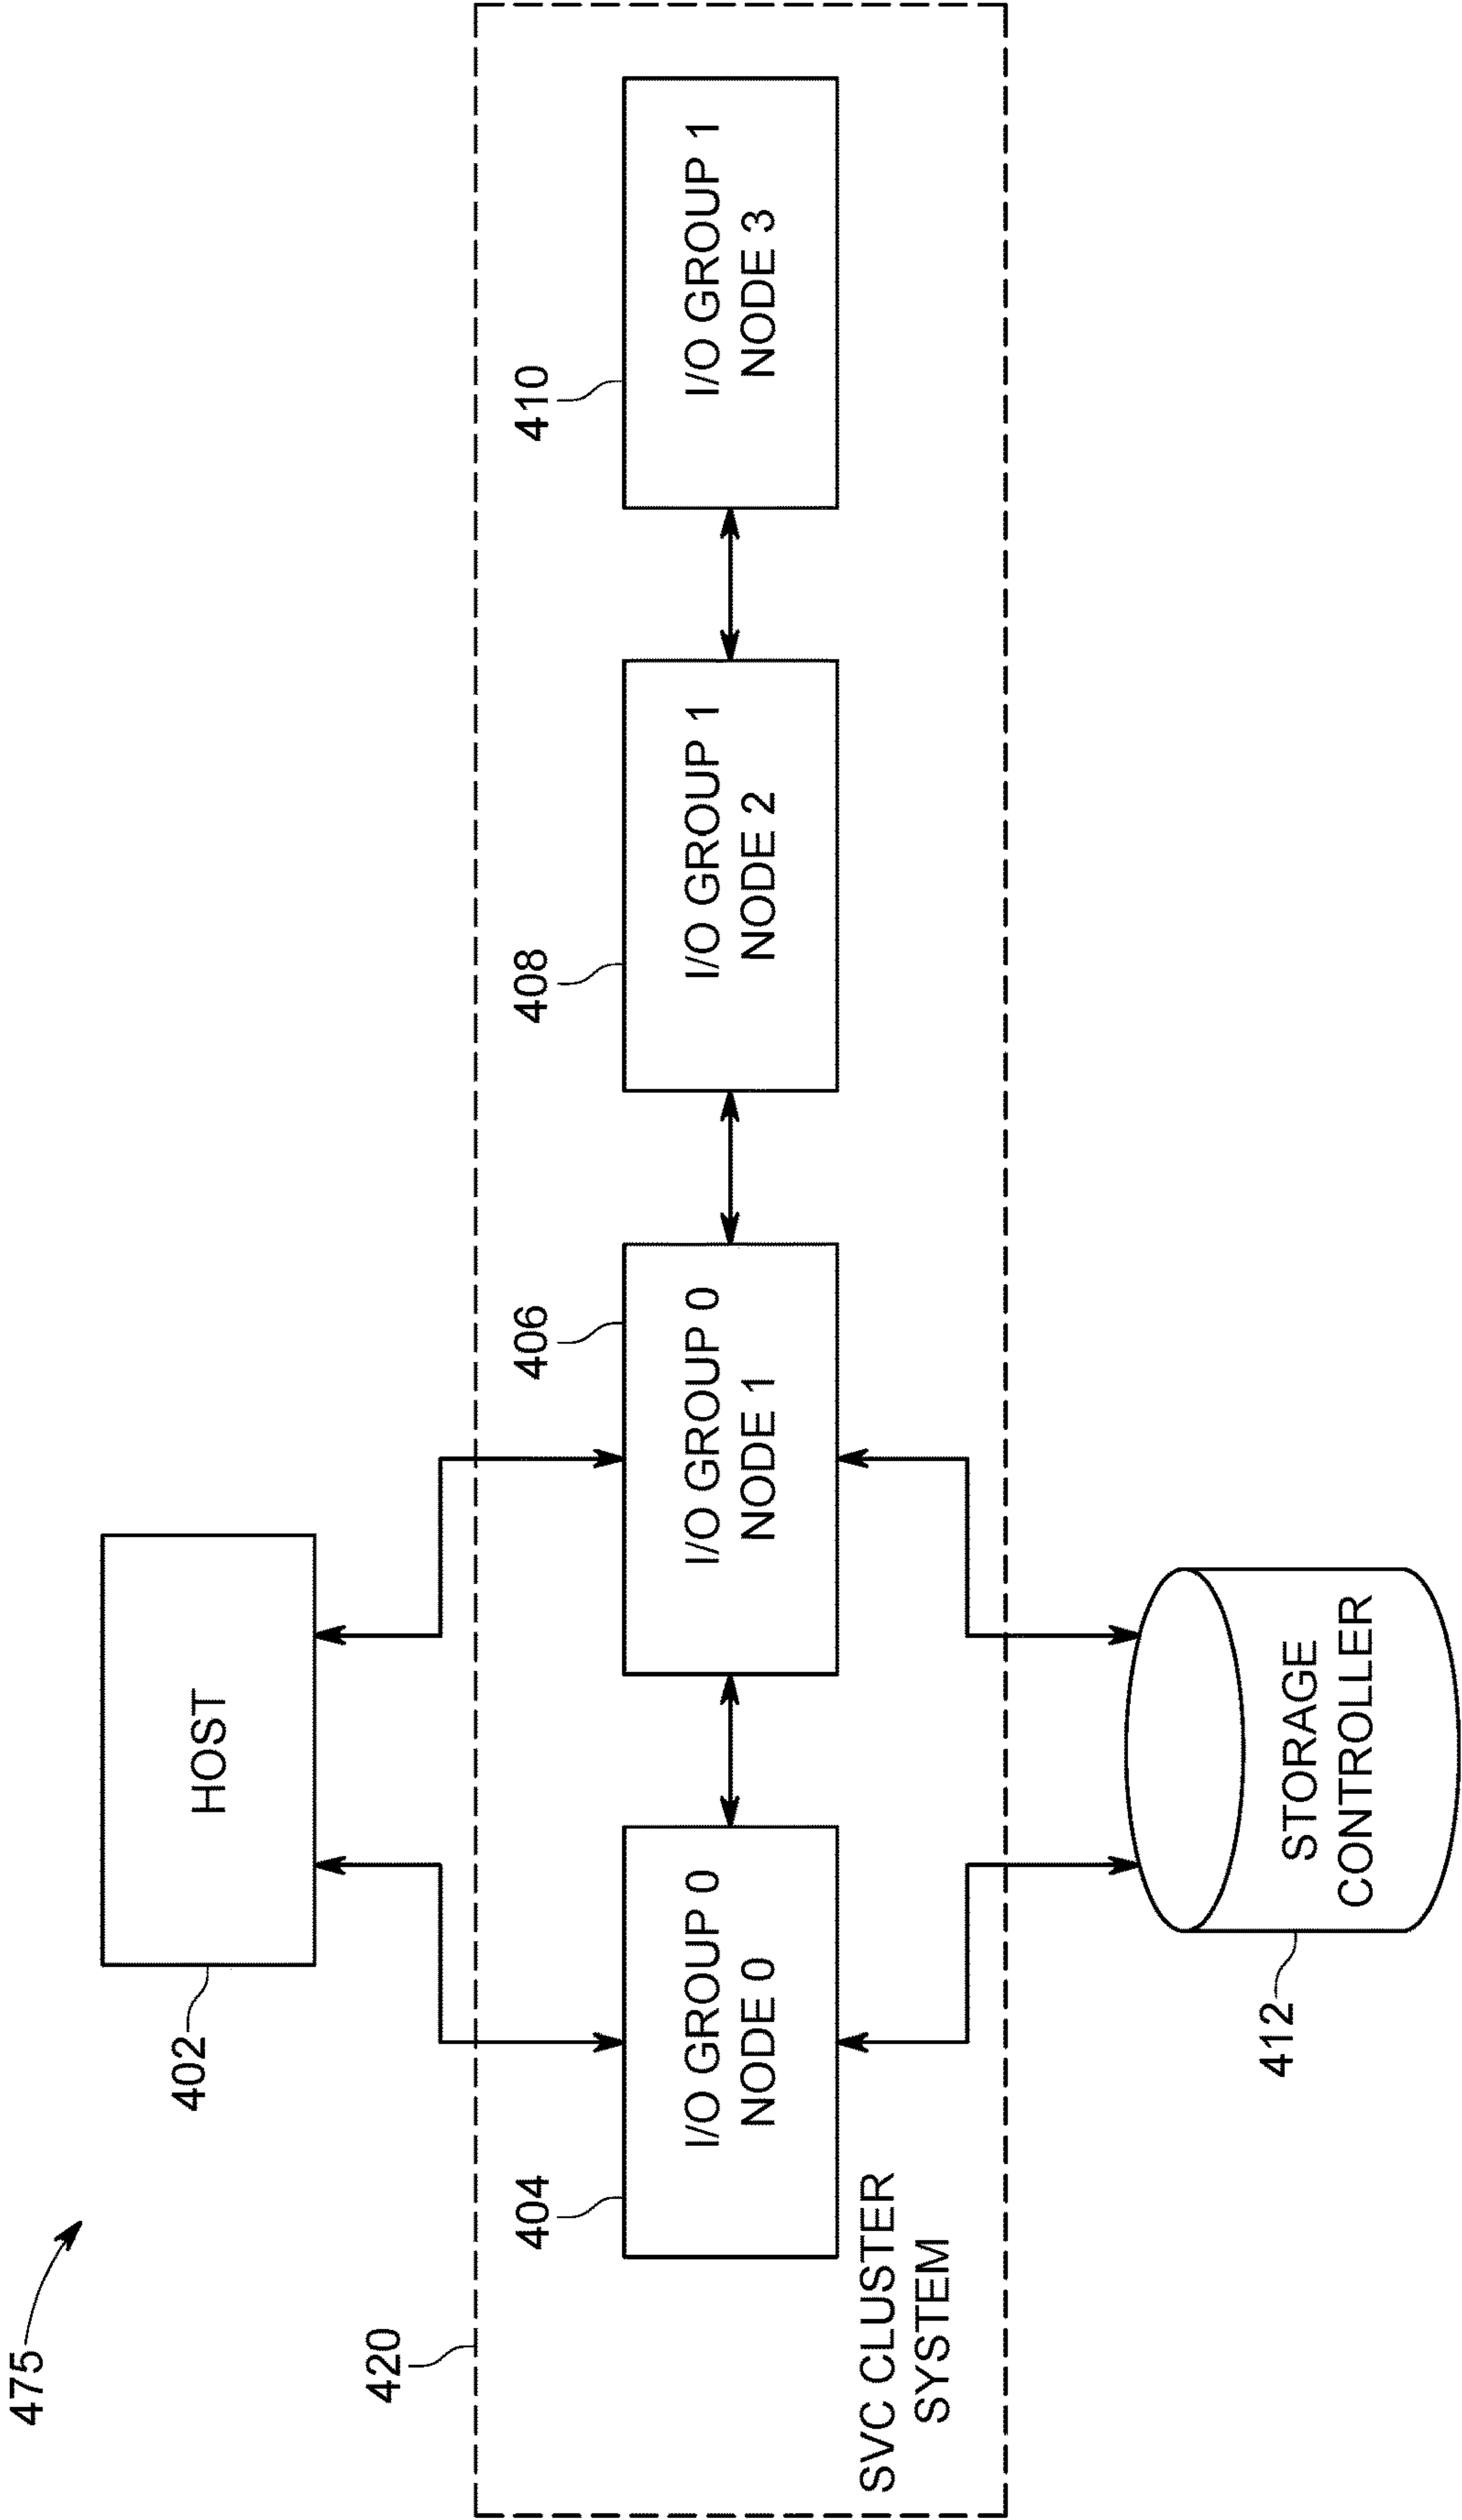 475
402
HOST
420
404
I/O GROUP 0
NODE 0
406
I/O GROUP 0
NODE 1
408
I/O GROUP 1
NODE 2
410
I/O GROUP 1
NODE 3
SVC CLUSTER
SYSTEM
412
STORAGE
CONTROLLER